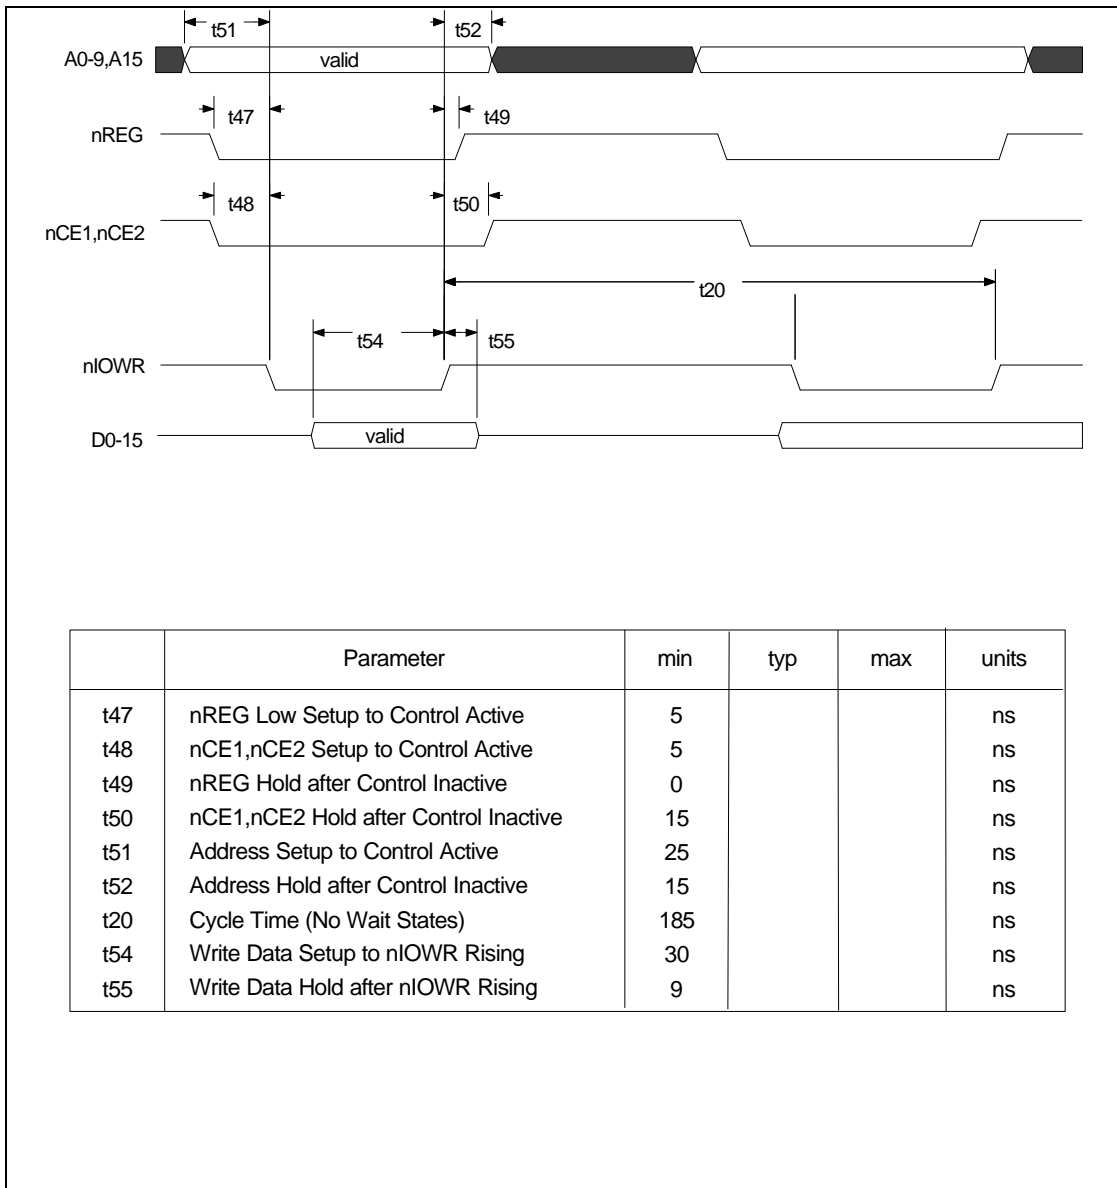 t51 t52
A0-9,A15 valid
t47 t49
nREG
t48 t50
nCE1,nCE2
t20
t54 t55
nIOWR
D0-15 valid
Parameter min typ max units
t47 nREG Low Setup to Control Active 5 ns
t48 nCE1,nCE2 Setup to Control Active 5 ns
t49 nREG Hold after Control Inactive 0 ns
t50 nCE1,nCE2 Hold after Control Inactive 15 ns
t51 Address Setup to Control Active 25 ns
t52 Address Hold after Control Inactive 15 ns
t20 Cycle Time (No Wait States) 185 ns
t54 Write Data Setup to nIOWR Rising 30 ns
t55 Write Data Hold after nIOWR Rising 9 ns